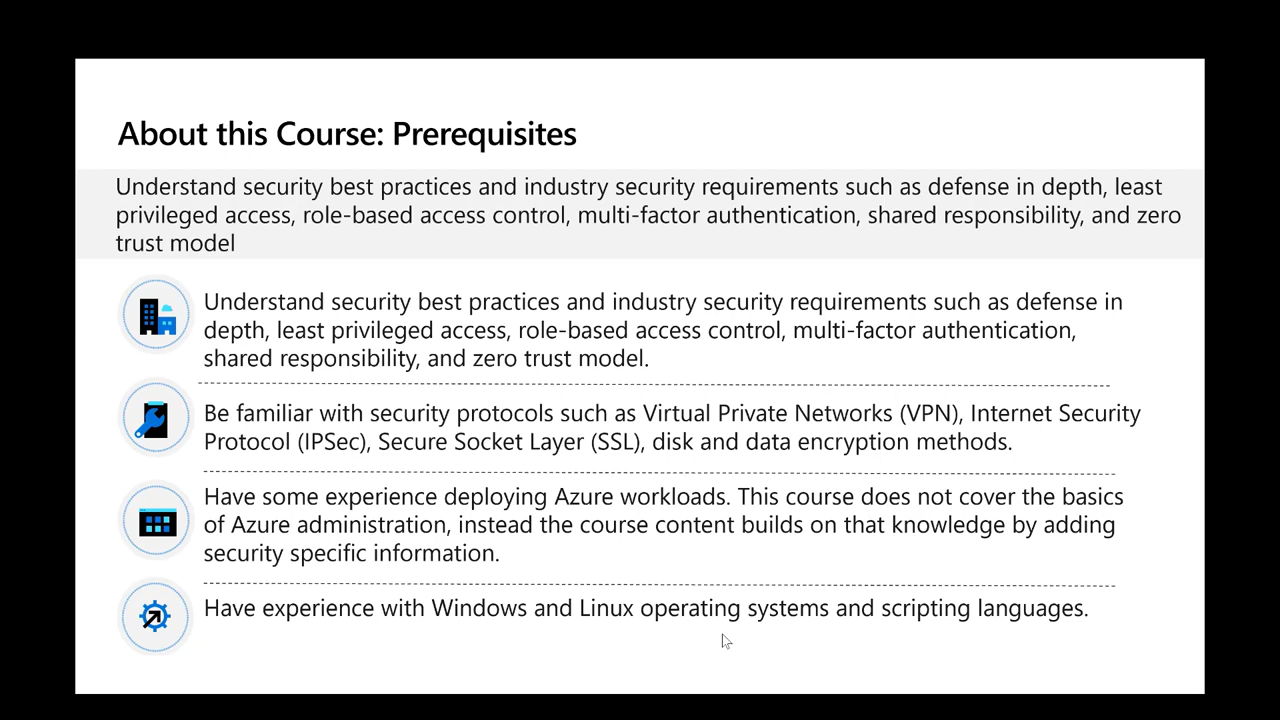 About this Course: Prerequisites
Understand security best practices and industry security requirements such as defense in depth, least
privileged access, role-based access control, multi-factor authentication, shared responsibility, and zero
trust model
Understand security best practices and industry security requirements such as defense in
depth, least privileged access, role-based access control, multi-factor authentication,
shared responsibility, and zero trust model.
Be familiar with security protocols such as Virtual Private Networks (VPN), Internet Security
Protocol (IPSec), Secure Socket Layer (SSL), disk and data encryption methods.
Have some experience deploying Azure workloads. This course does not cover the basics
of Azure administration, instead the course content builds on that knowledge by adding
security specific information.
Have experience with Windows and Linux operating systems and scripting languages.